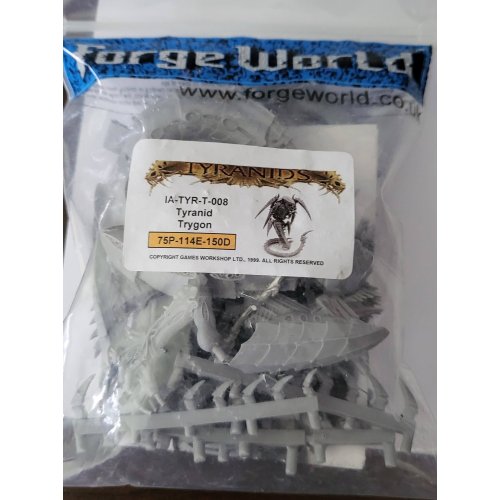 Forge World
www.forgeworld.co.uk
TYRANIDS
IA-TYR-T-008
Tyranid
Trygon
75P-114E-150D
COPYRIGHT GAMES WORKSHOP LTD., 1999. ALL RIGHTS RESERVED